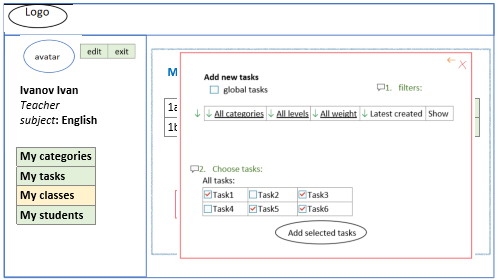 Logo
avatar
edit exit
Ivanov Ivan
Teacher
subject: English
My categories
My tasks
My classes
My students
M
1a
1b
Add new tasks
global tasks
1. filters:
All categories All levels All weight Latest created Show
2. Choose tasks:
All tasks:
Task1 Task2 Task3
Task4 Task5 Task6
Add selected tasks